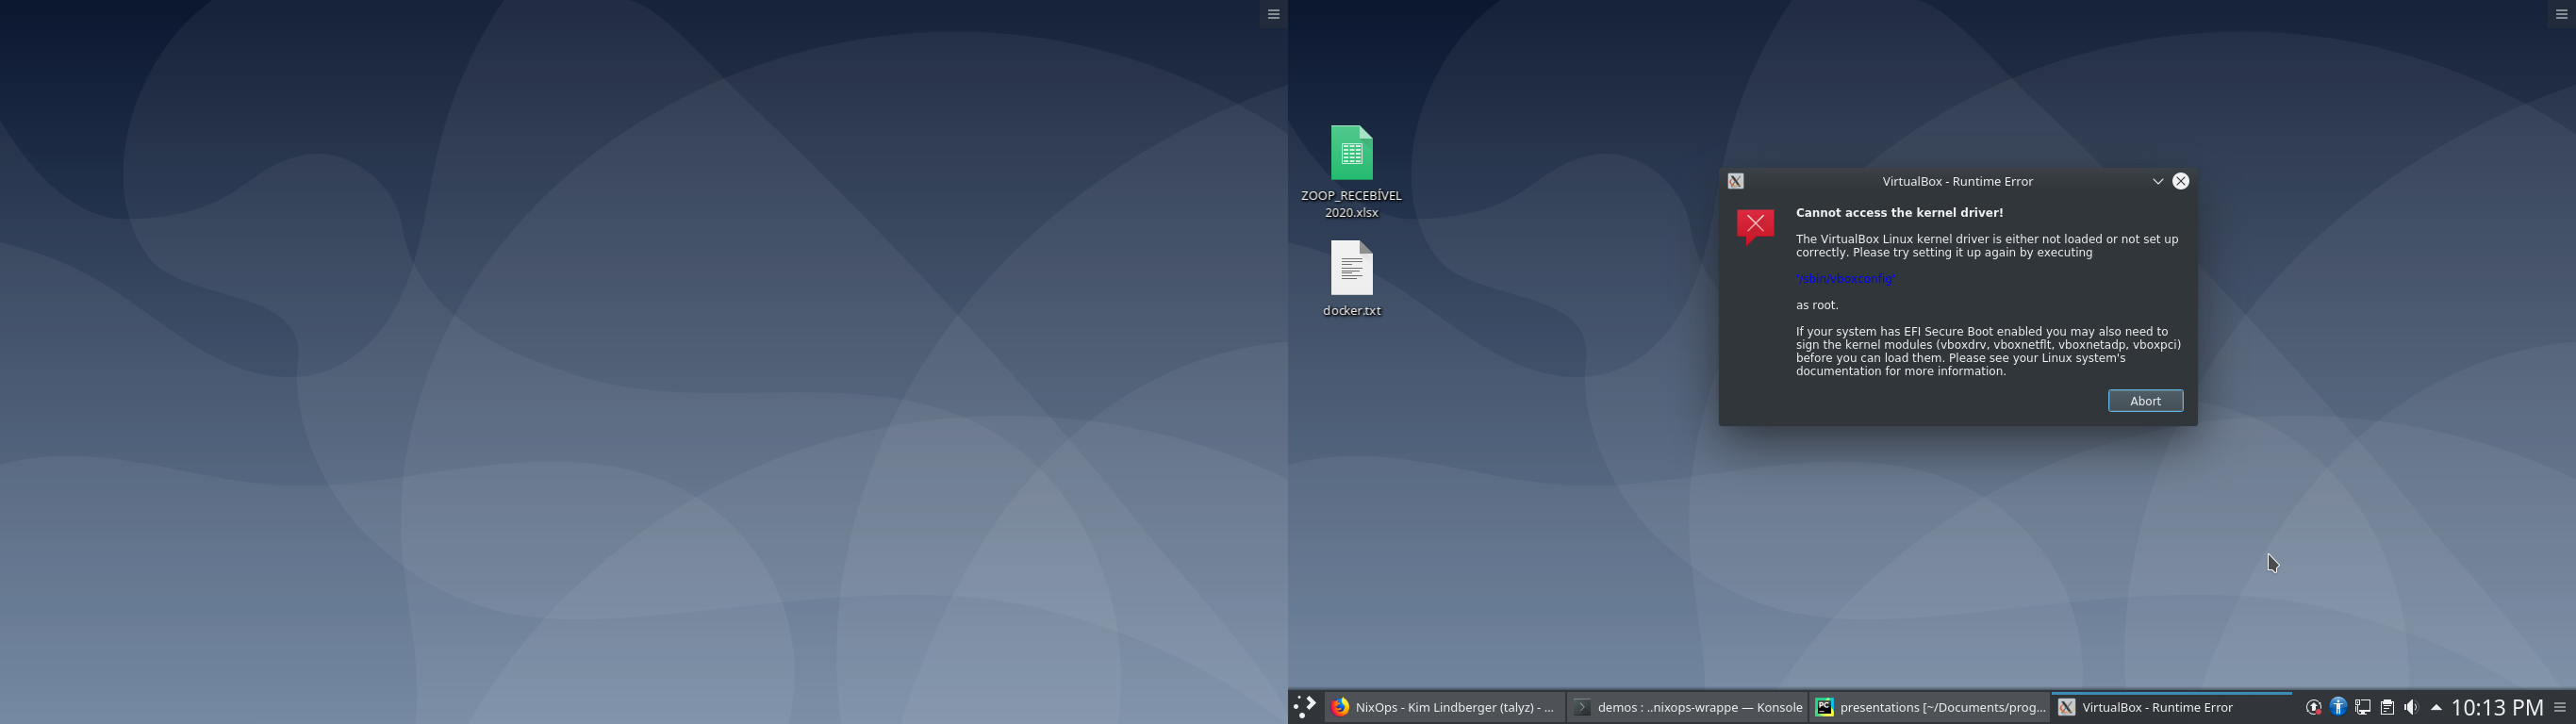 ZOOP_RECEBÍVEL
2020.xlsx
docker.txt
VirtualBox - Runtime Error
Cannot access the kernel driver!
The VirtualBox Linux kernel driver is either not loaded or not set up
correctly. Please try setting it up again by executing
'/sbin/vboxconfig'
as root.
If your system has EFI Secure Boot enabled you may also need to
sign the kernel modules (vboxdrv, vboxnetflt, vboxnetadp, vboxpci)
before you can load them. Please see your Linux system's
documentation for more information.
Abort
NixOps - Kim Lindberger (talyz) - ...
demos : ..nixops-wrappe — Konsole
PC
presentations [~/Documents/prog...
VirtualBox - Runtime Error
10:13 PM